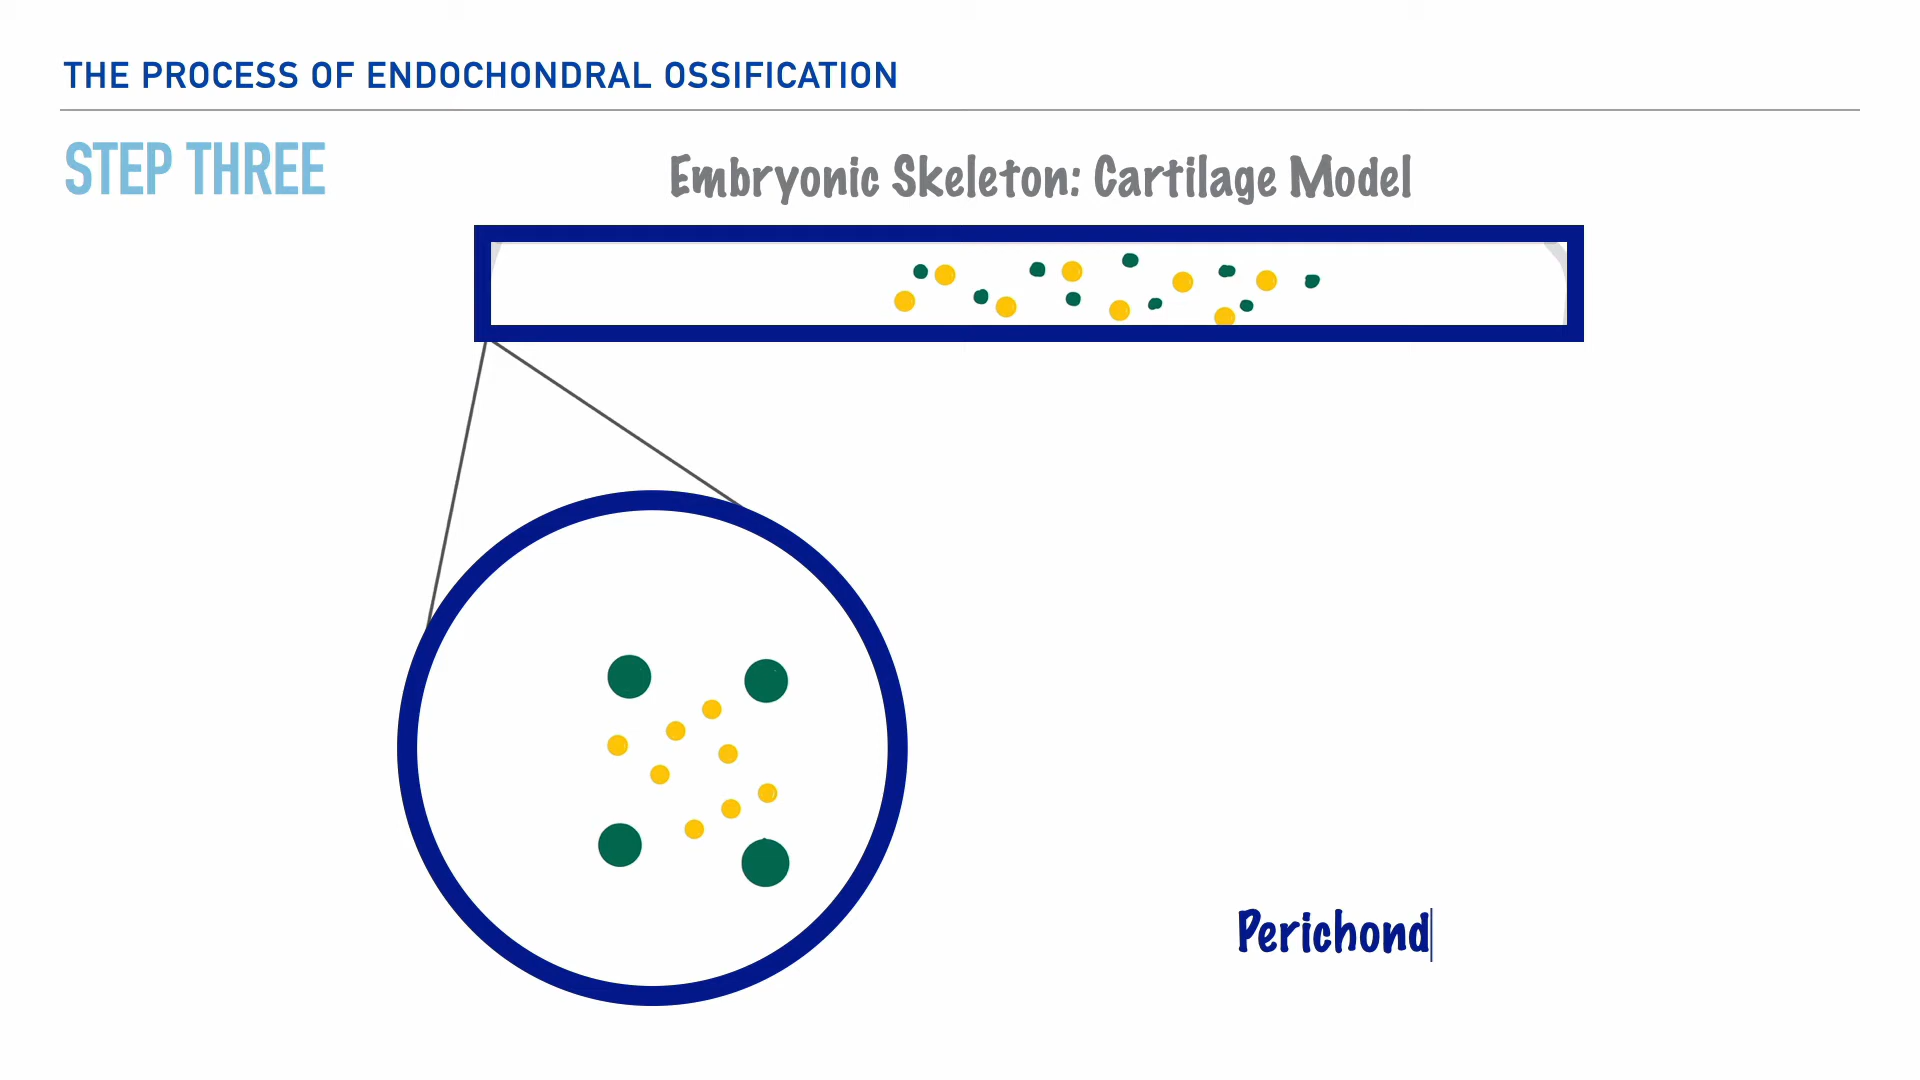 THE PROCESS OF ENDOCHONDRAL OSSIFICATION
STEP THREE
Embryonic Skeleton: Cartilage Model
Perichond